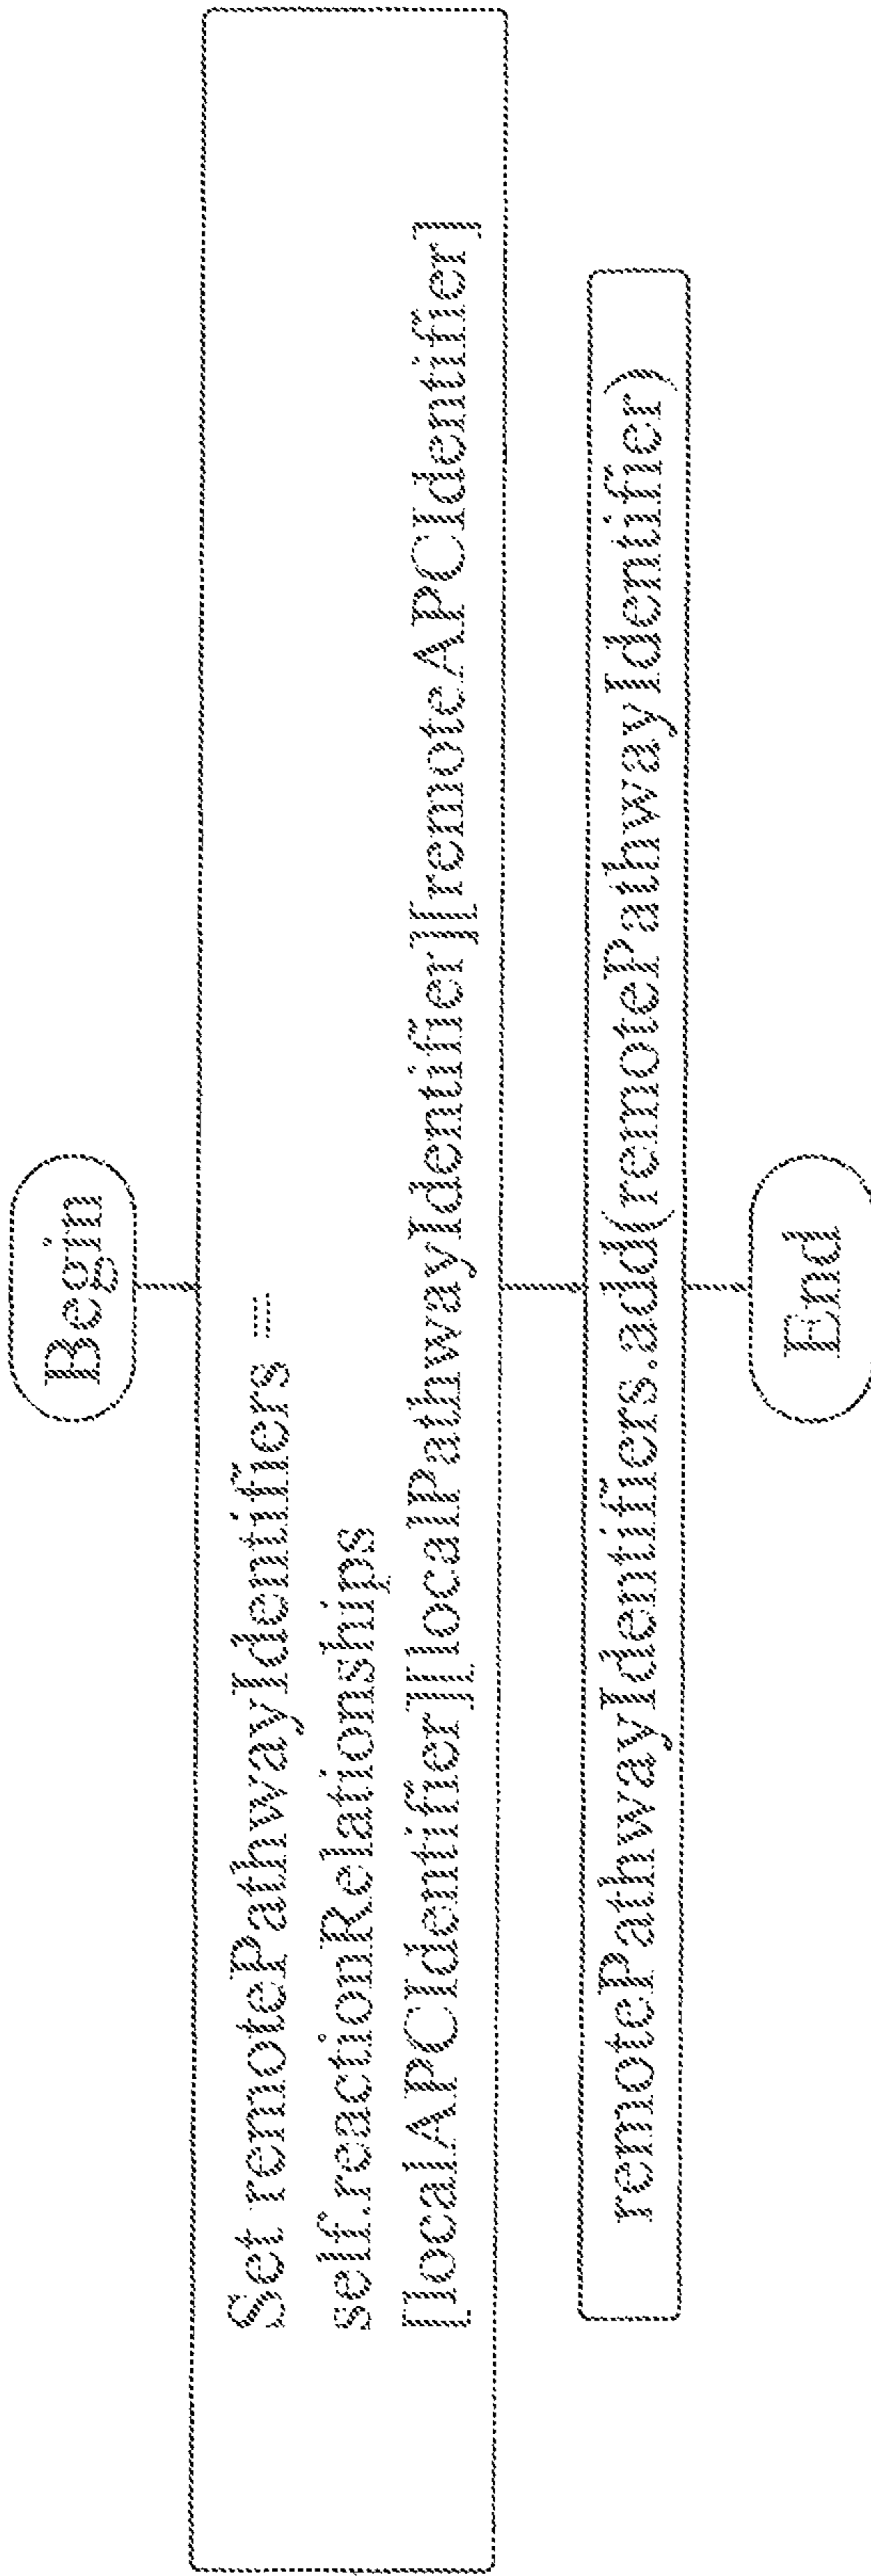 Begin
Set remotePathwayIdentifiers =
self.reactionRelationships
[localAPCIdentifier][localPathwayIdentifier][remoteAPCIdentifier]
remotePathwayIdentifiers.add(remotePathwayIdentifier)
End